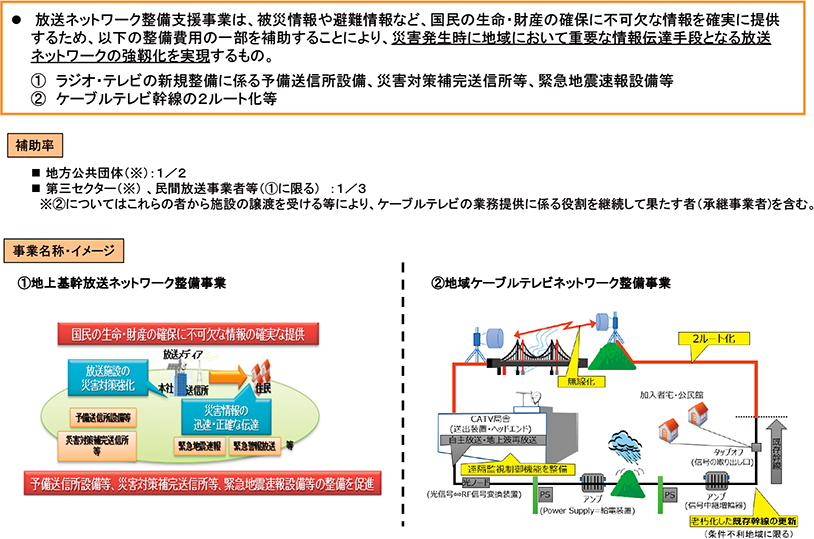 ● 放送ネットワーク整備支援事業は、被災情報や避難情報など、国民の生命・財産の確保に不可欠な情報を確実に提供
するため、以下の整備費用の一部を補助することにより、災害発生時に地域において重要な情報伝達手段となる放送
ネットワークの強靱化を実現するもの。
① ラジオ・テレビの新規整備に係る予備送信所設備、災害対策補完送信所等、緊急地震速報設備等
② ケーブルテレビ幹線の２ルート化等
補助率
■ 地方公共団体(※)：１／２
■ 第三セクター(※)、民間放送事業者等(①に限る) ：１／３
※②についてはこれらの者から施設の譲渡を受ける等により、ケーブルテレビの業務提供に係る役割を継続して果たす者(承継事業者)を含む。
事業名称・イメージ
①地上基幹放送ネットワーク整備事業
国民の生命・財産の確保に不可欠な情報の確実な提供
放送メディア
放送施設の
災害対策強化
本社
送信所
住民
災害情報の
迅速・正確な伝達
予備送信所設備等
災害対策補完送信所
等
緊急地震速報
緊急警報放送
等
予備送信所設備等、災害対策補完送信所等、緊急地震速報設備等の整備を促進
②地域ケーブルテレビネットワーク整備事業
２ルート化
無線化
加入者宅・公民館
CATV局舎
(送出装置・ヘッドエンド)
自主放送・地上波再放送
遠隔監視制御機能を整備
光ノード
(光信号⇔RF信号変換装置)
PS
アンプ
(Power Supply=給電装置)
PS
アンプ
(信号中継増幅器)
タップオフ
(信号の取り出し口)
既存幹線
老朽化した既存幹線の更新
(条件不利地域に限る)